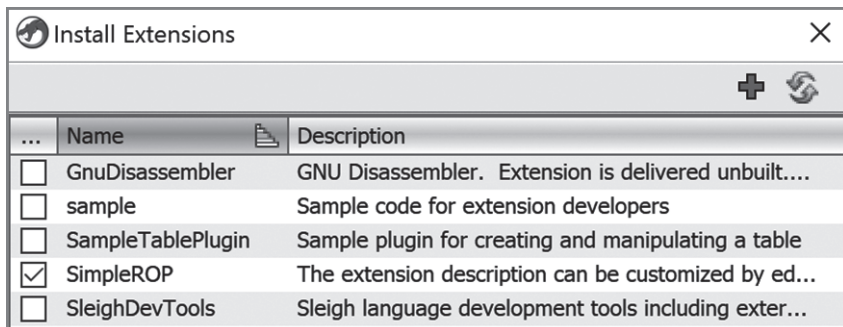 Install Extensions
... Name Description
GnuDisassembler GNU Disassembler. Extension is delivered unbuilt....
sample Sample code for extension developers
SampleTablePlugin Sample plugin for creating and manipulating a table
SimpleROP The extension description can be customized by ed...
SleighDevTools Sleigh language development tools including exter...